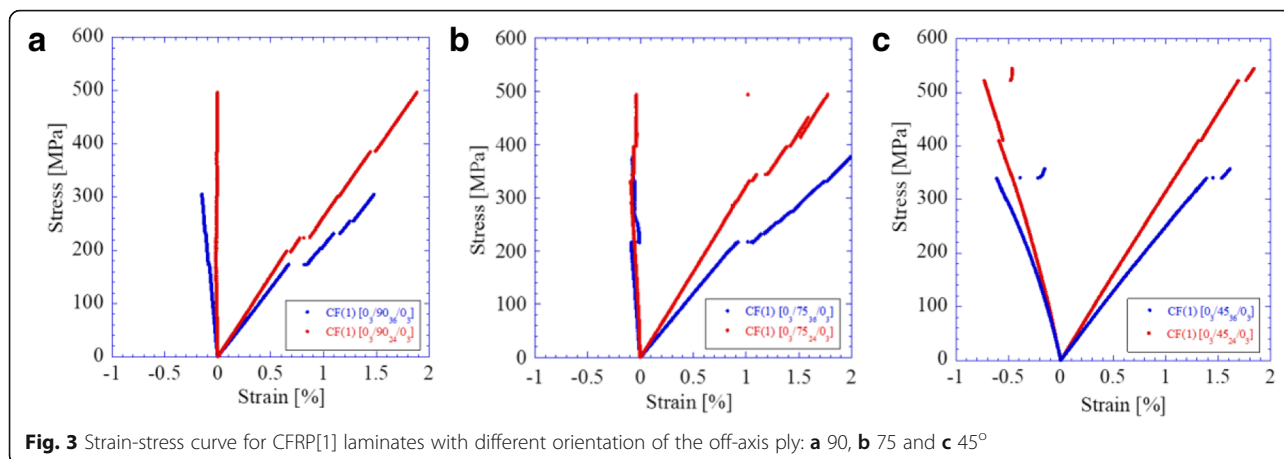 a
600
500
400
300
200
100
0
Stress [MPa]
-1 -0.5 0 0.5 1 1.5 2
Strain [%]
CF(1) [0₃/90₃₆/0₃]
CF(1) [0₃/90₂₄/0₃]
b
600
500
400
300
200
100
0
Stress [MPa]
-1 -0.5 0 0.5 1 1.5 2
Strain [%]
CF(1) [0₃/75₃₆/0₃]
CF(1) [0₃/75₂₄/0₃]
c
600
500
400
300
200
100
0
Stress [MPa]
-1 -0.5 0 0.5 1 1.5 2
Strain [%]
CF(1) [0₃/45₃₆/0₃]
CF(1) [0₃/45₂₄/0₃]
Fig. 3 Strain-stress curve for CFRP[1] laminates with different orientation of the off-axis ply: a 90, b 75 and c 45°